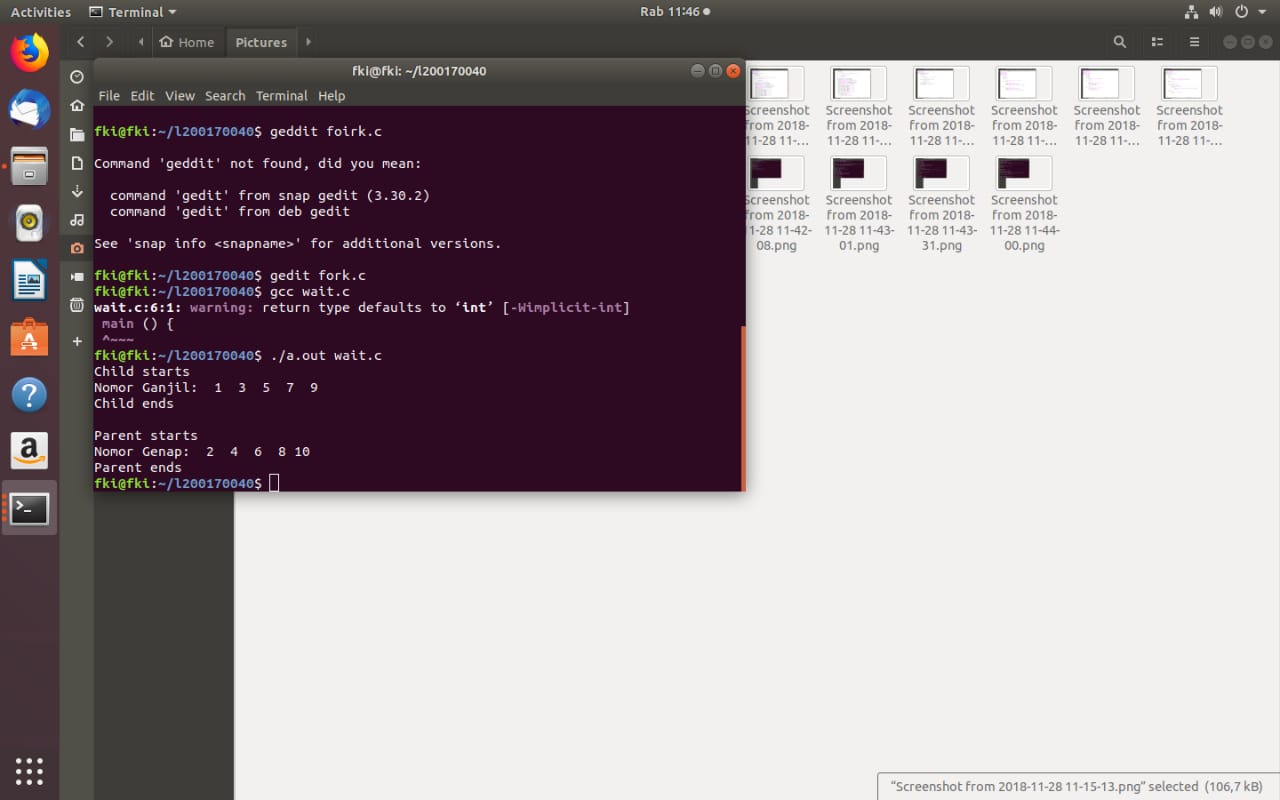 Activities Terminal Rab 11:46
Home Pictures
fki@fki: ~/l200170040
File Edit View Search Terminal Help
fki@fki:~/l200170040$ geddit foirk.c
Command 'geddit' not found, did you mean:
command 'gedit' from snap gedit (3.30.2)
command 'gedit' from deb gedit
See 'snap info <snapname>' for additional versions.
fki@fki:~/l200170040$ gedit fork.c
fki@fki:~/l200170040$ gcc wait.c
wait.c:6:1: warning: return type defaults to ‘int’ [-Wimplicit-int]
main () {
^~~~
fki@fki:~/l200170040$ ./a.out wait.c
Child starts
Nomor Ganjil: 1 3 5 7 9
Child ends
Parent starts
Nomor Genap: 2 4 6 8 10
Parent ends
fki@fki:~/l200170040$
Screenshot
from 2018-
11-28 11-...
Screenshot
from 2018-
11-28 11-...
Screenshot
from 2018-
11-28 11-...
Screenshot
from 2018-
11-28 11-...
Screenshot
from 2018-
11-28 11-...
Screenshot
from 2018-
11-28 11-...
Screenshot
from 2018-
11-28 11-42-
08.png
Screenshot
from 2018-
11-28 11-43-
01.png
Screenshot
from 2018-
11-28 11-43-
31.png
Screenshot
from 2018-
11-28 11-44-
00.png
“Screenshot from 2018-11-28 11-15-13.png” selected (106,7 kB)